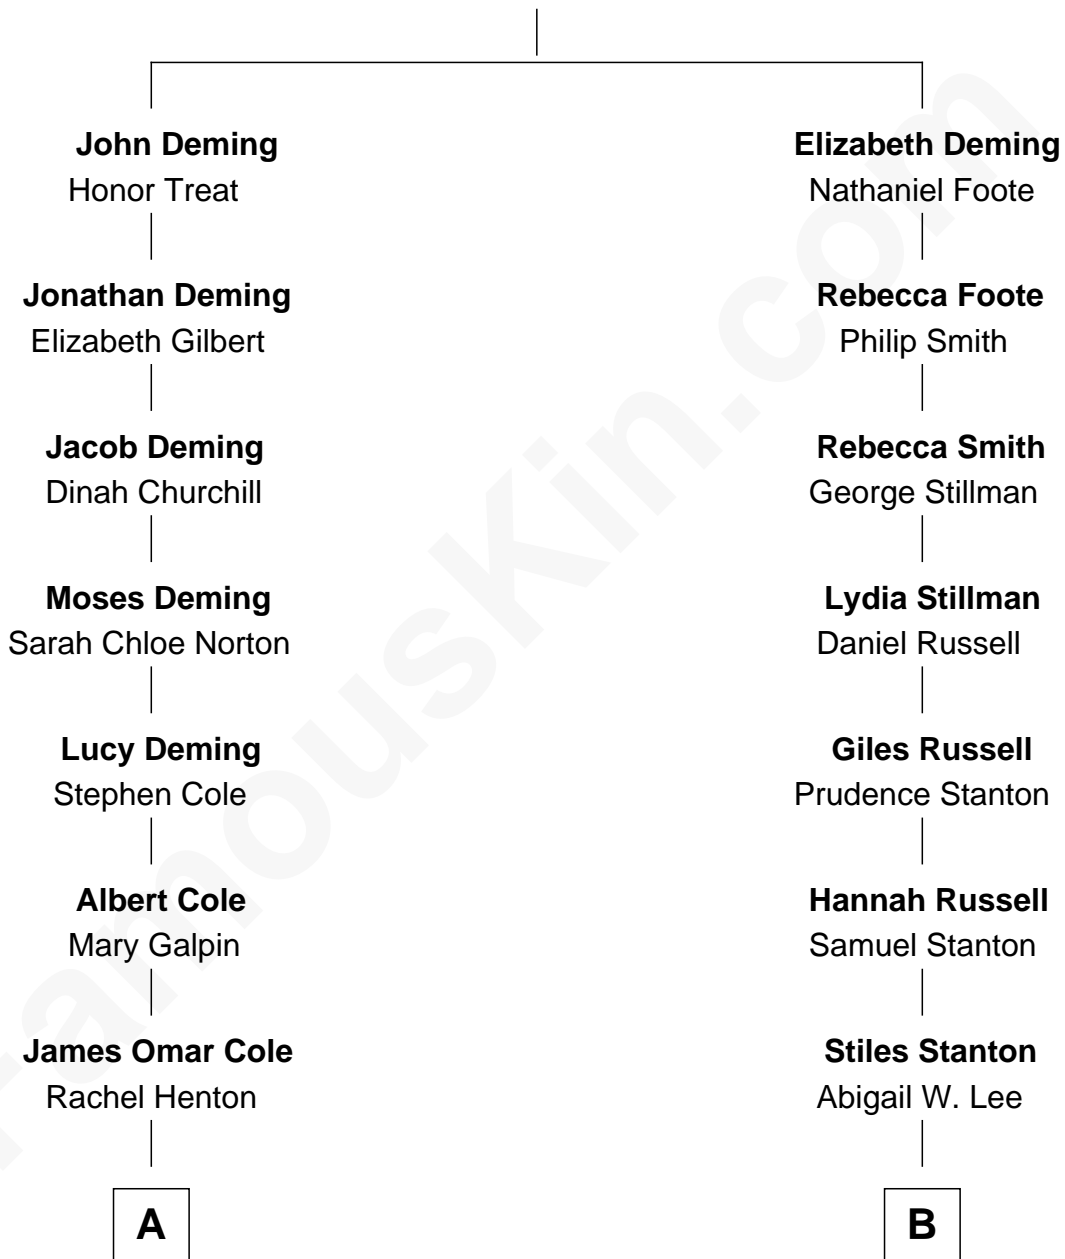 John Deming
Honor Treat
Jonathan Deming
Elizabeth Gilbert
Jacob Deming
Dinah Churchill
Moses Deming
Sarah Chloe Norton
Lucy Deming
Stephen Cole
Albert Cole
Mary Galpin
James Omar Cole
Rachel Henton
A
Elizabeth Deming
Nathaniel Foote
Rebecca Foote
Philip Smith
Rebecca Smith
George Stillman
Lydia Stillman
Daniel Russell
Giles Russell
Prudence Stanton
Hannah Russell
Samuel Stanton
Stiles Stanton
Abigail W. Lee
B
FamousKin.com